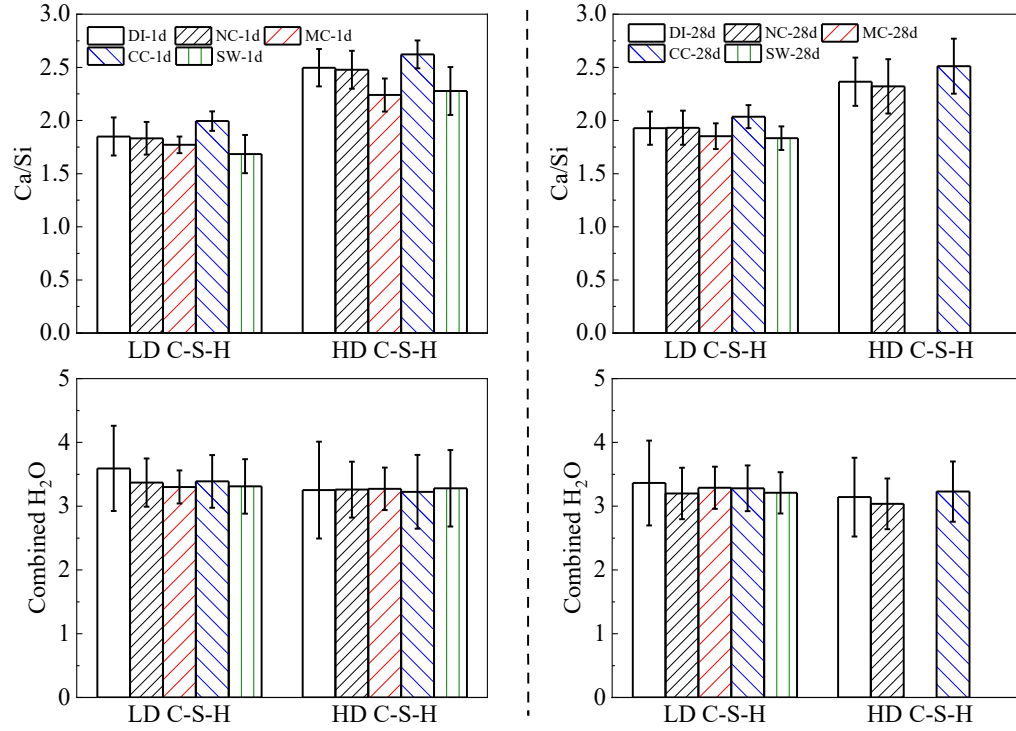 DI-1d NC-1d MC-1d
CC-1d SW-1d
Ca/Si
3.0
2.5
2.0
1.5
1.0
0.5
0.0
LD C-S-H HD C-S-H
DI-28d NC-28d MC-28d
CC-28d SW-28d
Ca/Si
3.0
2.5
2.0
1.5
1.0
0.5
0.0
LD C-S-H HD C-S-H
Combined H₂O
5
4
3
2
1
0
LD C-S-H HD C-S-H
Combined H₂O
5
4
3
2
1
0
LD C-S-H HD C-S-H